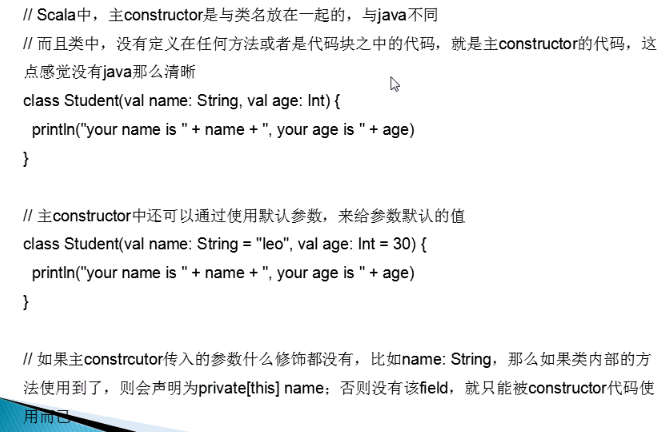 // Scala中，主constructor是与类名放在一起的，与java不同
// 而且类中，没有定义在任何方法或者是代码块之中的代码，就是主constructor的代码，这
点感觉没有java那么清晰
class Student(val name: String, val age: Int) {
  println("your name is " + name + ", your age is " + age)
}
// 主constructor中还可以通过使用默认参数，来给参数默认的值
class Student(val name: String = "leo", val age: Int = 30) {
  println("your name is " + name + ", your age is " + age)
}
// 如果主constrcutor传入的参数什么修饰都没有，比如name: String，那么如果类内部的方
法使用到了，则会声明为private[this] name；否则没有该field，就只能被constructor代码使
用而已